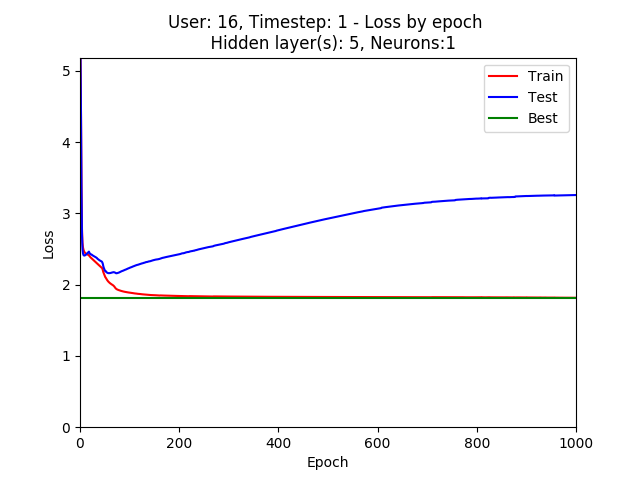 User: 16, Timestep: 1 - Loss by epoch
Hidden layer(s): 5, Neurons:1
Train
Test
Best
5
4
3
2
1
0
Loss
0 200 400 600 800 1000
Epoch